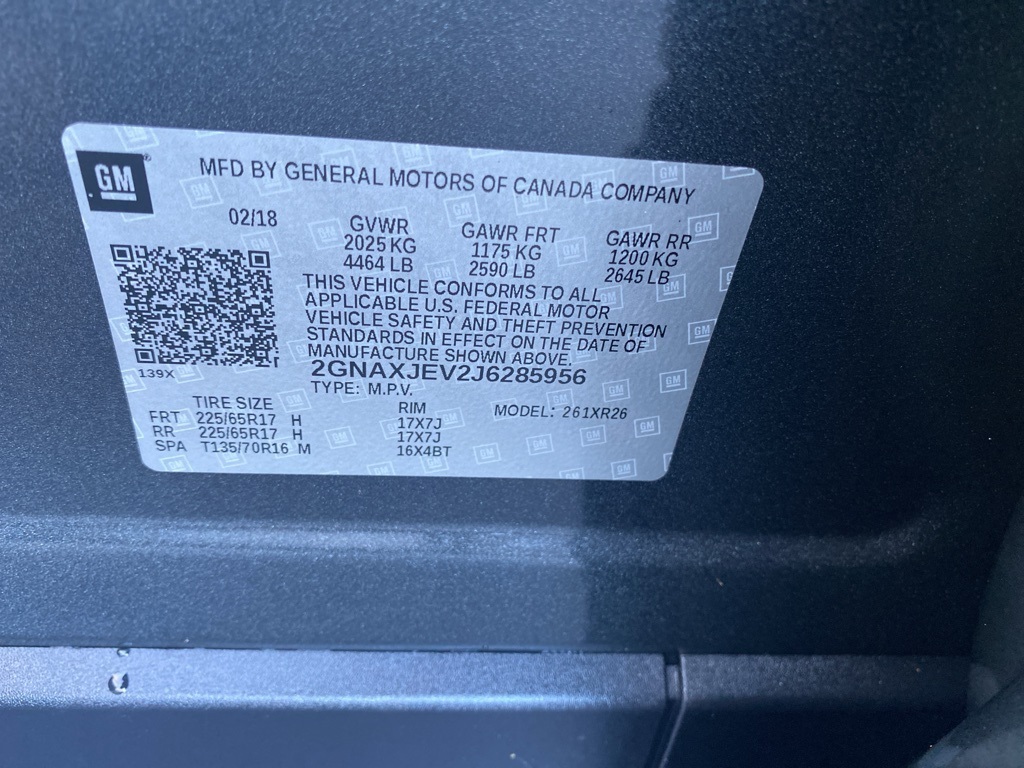 GM
MFD BY GENERAL MOTORS OF CANADA COMPANY
02/18
GVWR GAWR FRT GAWR RR
2025 KG 1175 KG 1200 KG
4464 LB 2590 LB 2645 LB
THIS VEHICLE CONFORMS TO ALL
APPLICABLE U.S. FEDERAL MOTOR
VEHICLE SAFETY AND THEFT PREVENTION
STANDARDS IN EFFECT ON THE DATE OF
MANUFACTURE SHOWN ABOVE.
139X
2GNAXJEV2J6285956
TYPE: M.P.V.
TIRE SIZE RIM MODEL: 261XR26
FRT 225/65R17 H 17X7J
RR 225/65R17 H 17X7J
SPA T135/70R16 M 16X4BT